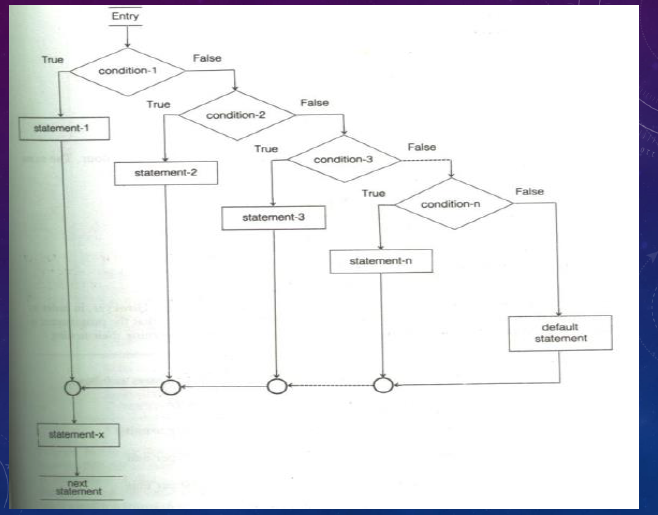 Entry
True
False
condition-1
True
False
condition-2
statement-1
True
False
condition-3
statement-2
True
False
condition-n
statement-3
statement-n
default
statement
statement-x
next
statement